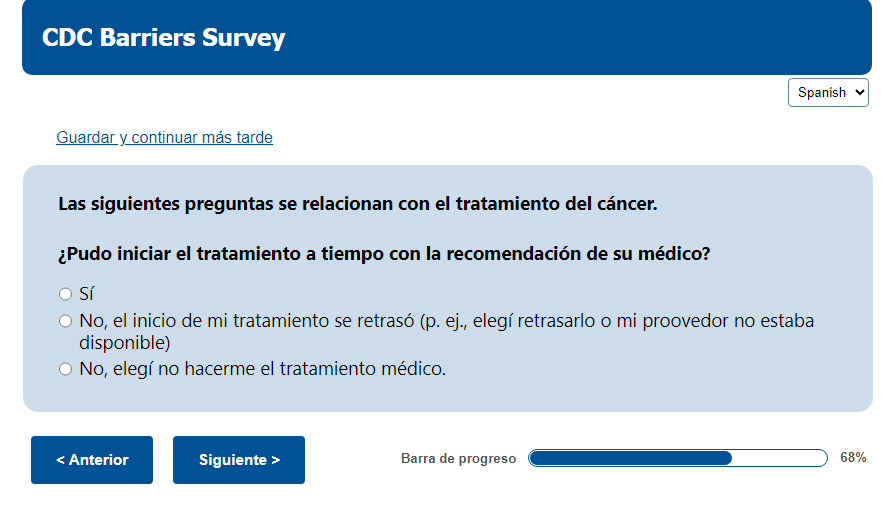 CDC Barriers Survey
Spanish
Guardar y continuar más tarde
Las siguientes preguntas se relacionan con el tratamiento del cáncer.
¿Pudo iniciar el tratamiento a tiempo con la recomendación de su médico?
Sí
No, el inicio de mi tratamiento se retrasó (p. ej., elegí retrasarlo o mi proovedor no estaba
disponible)
No, elegí no hacerme el tratamiento médico.
< Anterior
Siguiente >
Barra de progreso
68%